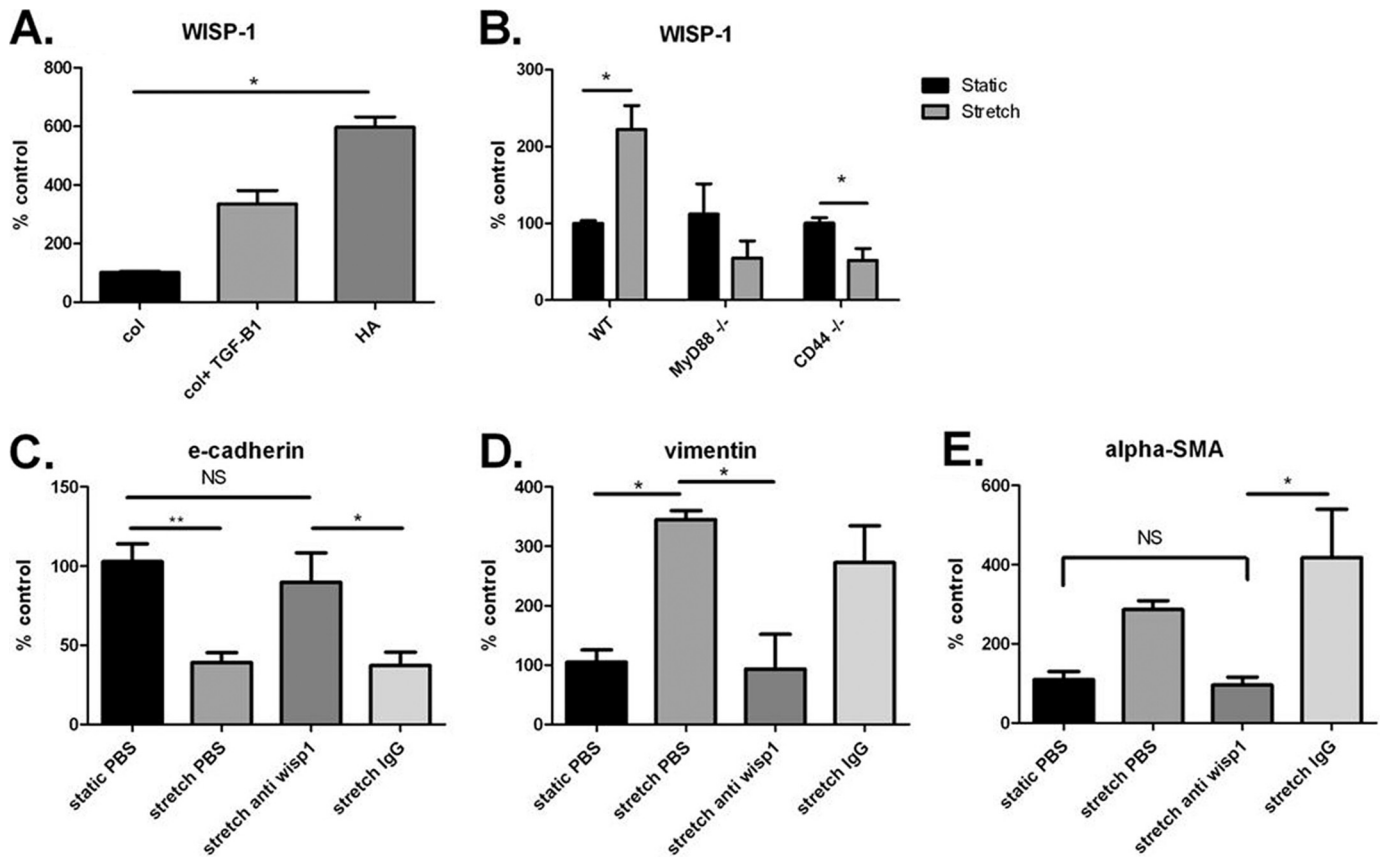 A.
WISP-1
% control
800
*
600
400
200
0
col
col+ TGF-B1
HA
B.
WISP-1
% control
300
*
200
*
100
0
WT
MyD88 -/-
CD44 -/-
Static
Stretch
C.
e-cadherin
% control
NS
150
**
*
100
50
0
static PBS
stretch PBS
stretch anti wisp1
stretch IgG
D.
vimentin
% control
400
*
*
300
200
100
0
static PBS
stretch PBS
stretch anti wisp1
stretch IgG
E.
alpha-SMA
% control
600
*
NS
400
200
0
static PBS
stretch PBS
stretch anti wisp1
stretch IgG